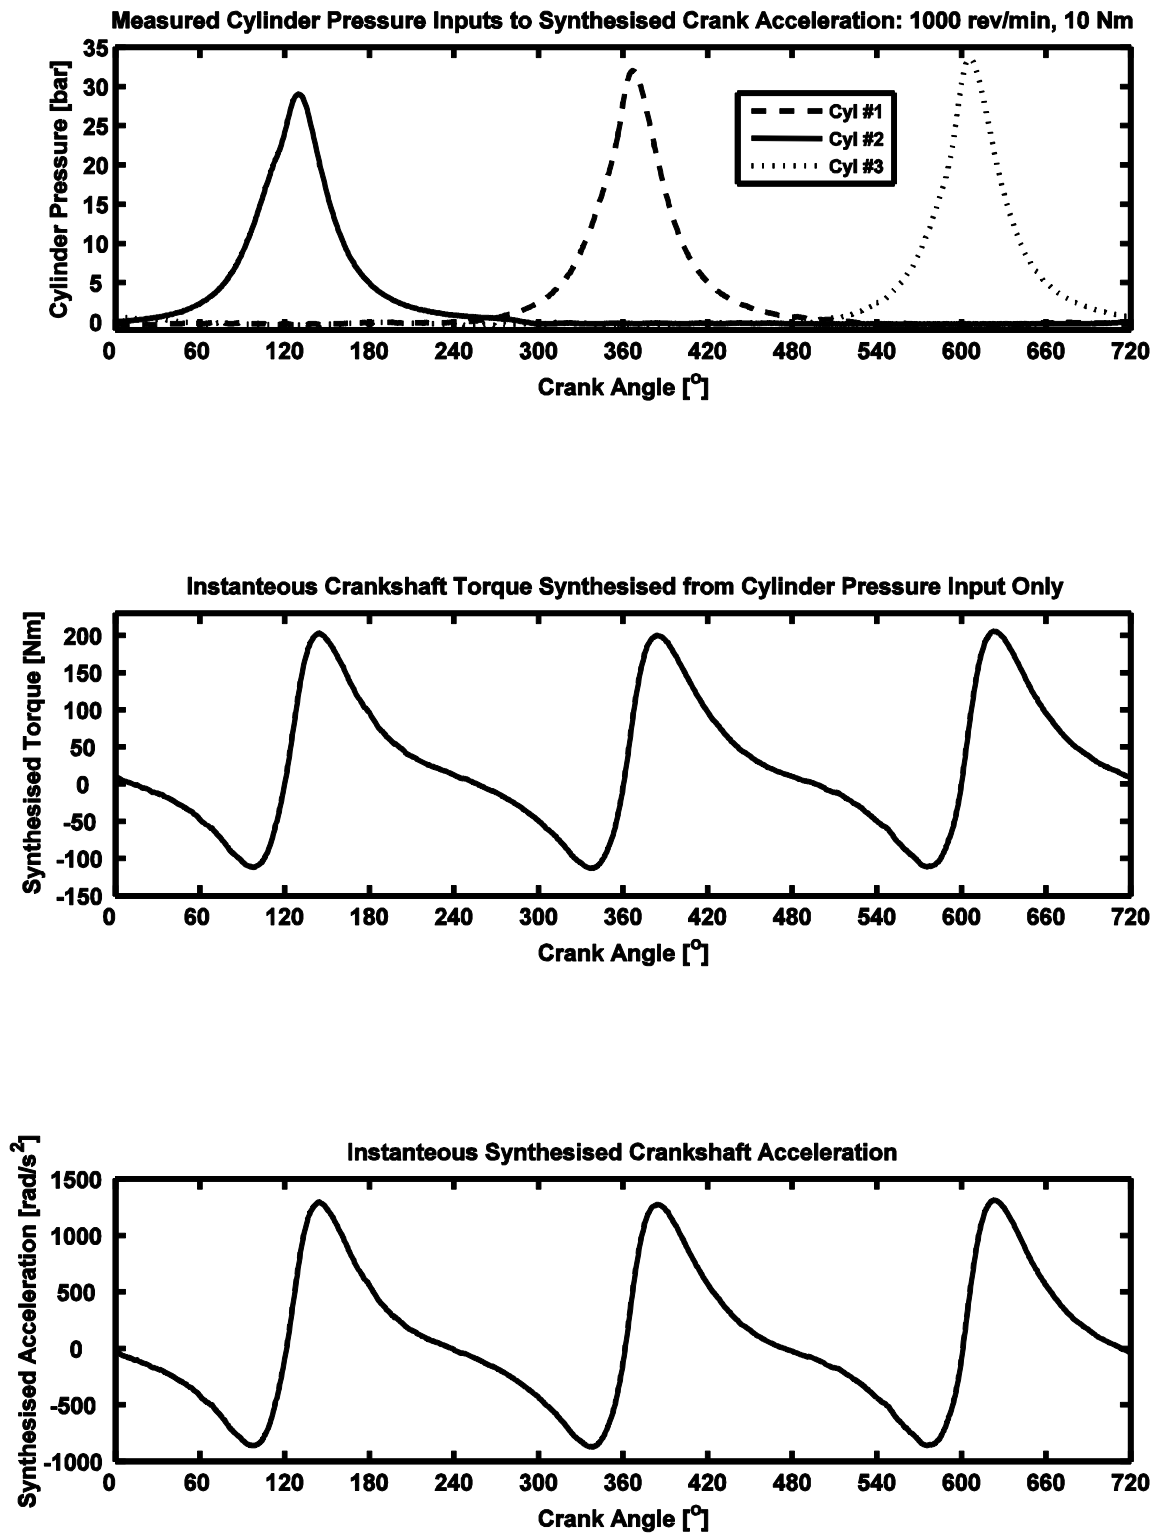 Measured Cylinder Pressure Inputs to Synthesised Crank Acceleration: 1000 rev/min, 10 Nm
Cylinder Pressure [bar]
35
30
25
20
15
10
5
0
Cyl #1
Cyl #2
Cyl #3
0 60 120 180 240 300 360 420 480 540 600 660 720
Crank Angle [o]
Instanteous Crankshaft Torque Synthesised from Cylinder Pressure Input Only
Synthesised Torque [Nm]
200
150
100
50
0
-50
-100
-150
0 60 120 180 240 300 360 420 480 540 600 660 720
Crank Angle [o]
Instanteous Synthesised Crankshaft Acceleration
Synthesised Acceleration [rad/s2]
1500
1000
500
0
-500
-1000
0 60 120 180 240 300 360 420 480 540 600 660 720
Crank Angle [o]